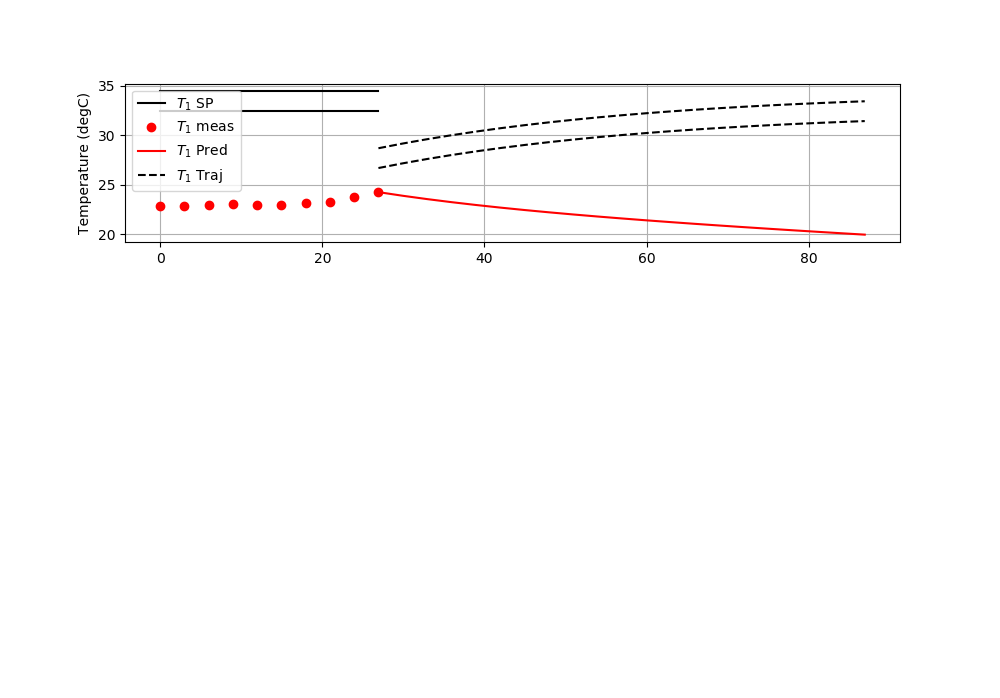 Temperature (degC)
35
30
25
20
T₁ SP
T₁ meas
T₁ Pred
T₁ Traj
0 20 40 60 80